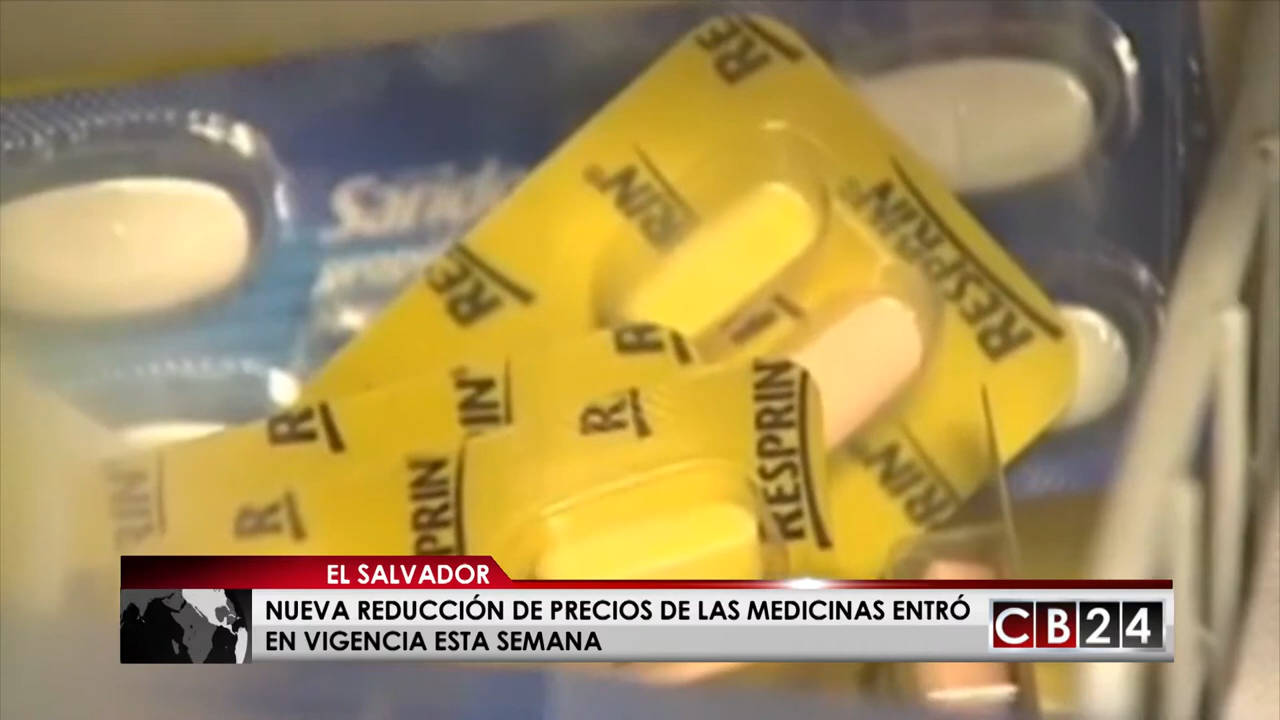 RESPRIN
RESPRIN
RESPRIN
EL SALVADOR
NUEVA REDUCCIÓN DE PRECIOS DE LAS MEDICINAS ENTRÓ
EN VIGENCIA ESTA SEMANA
CB24